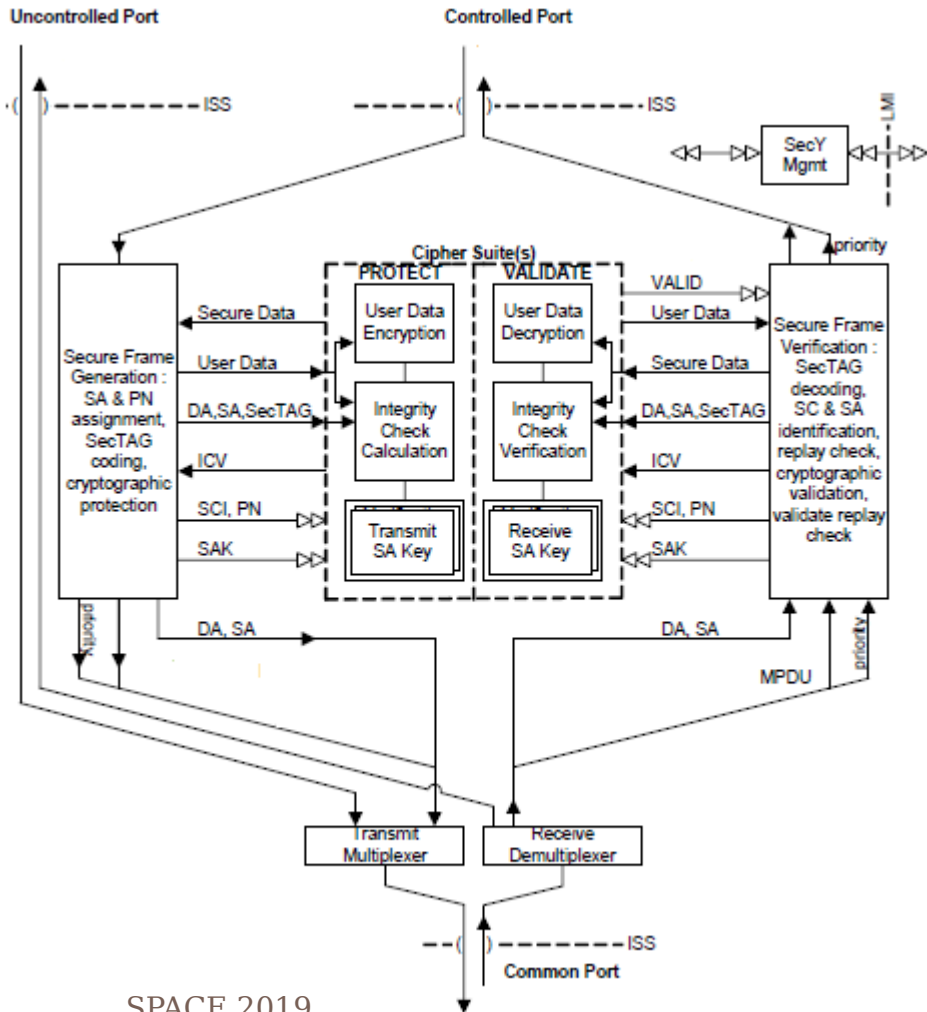 Uncontrolled Port
Controlled Port
ISS
ISS
LMI
SecY
Mgmt
priority
Cipher Suite(s)
PROTECT
VALIDATE
Secure Frame
Generation :
SA & PN
assignment,
SecTAG
coding,
cryptographic
protection
Secure Data
User Data
DA,SA,SecTAG
ICV
SCI, PN
SAK
User Data
Encryption
Integrity
Check
Calculation
Transmit
SA Key
User Data
Decryption
Integrity
Check
Verification
Receive
SA Key
VALID
User Data
Secure Data
DA,SA,SecTAG
ICV
SCI, PN
SAK
Secure Frame
Verification :
SecTAG
decoding,
SC & SA
identification,
replay check,
cryptographic
validation,
validate replay
check
priority
DA, SA
DA, SA
MPDU
priority
Transmit
Multiplexer
Receive
Demultiplexer
ISS
Common Port
SPACE 2019